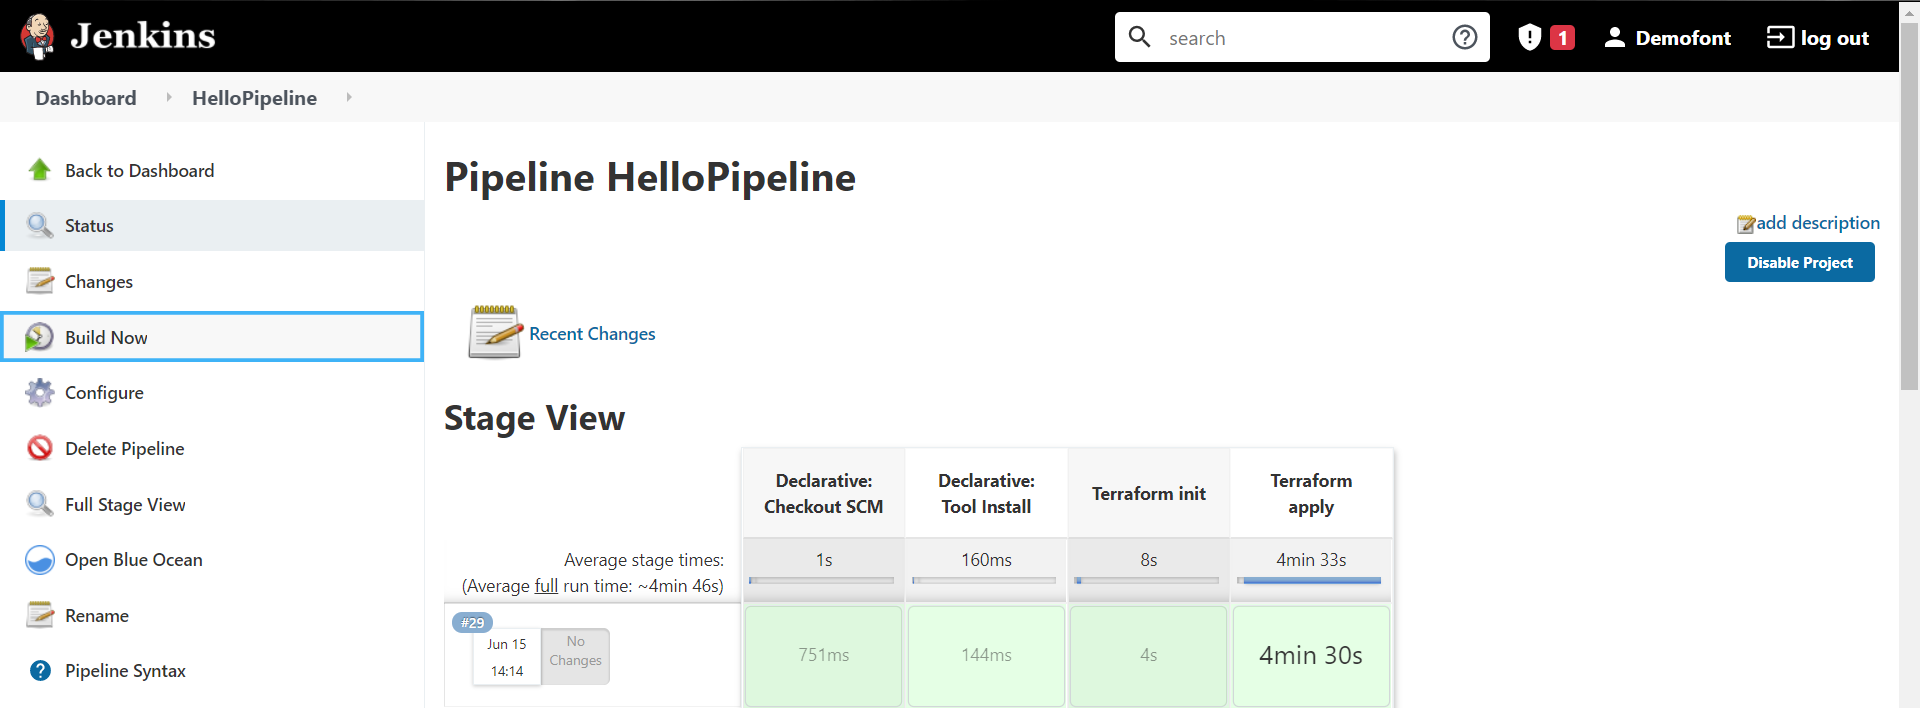 Jenkins
search
1
Demofont
log out
Dashboard
HelloPipeline
Back to Dashboard
Status
Changes
Build Now
Configure
Delete Pipeline
Full Stage View
Open Blue Ocean
Rename
Pipeline Syntax
Pipeline HelloPipeline
add description
Disable Project
Recent Changes
Stage View
Declarative:
Checkout SCM
Declarative:
Tool Install
Terraform init
Terraform
apply
Average stage times:
(Average full run time: ~4min 46s)
1s
160ms
8s
4min 33s
#29
Jun 15
14:14
No
Changes
751ms
144ms
4s
4min 30s